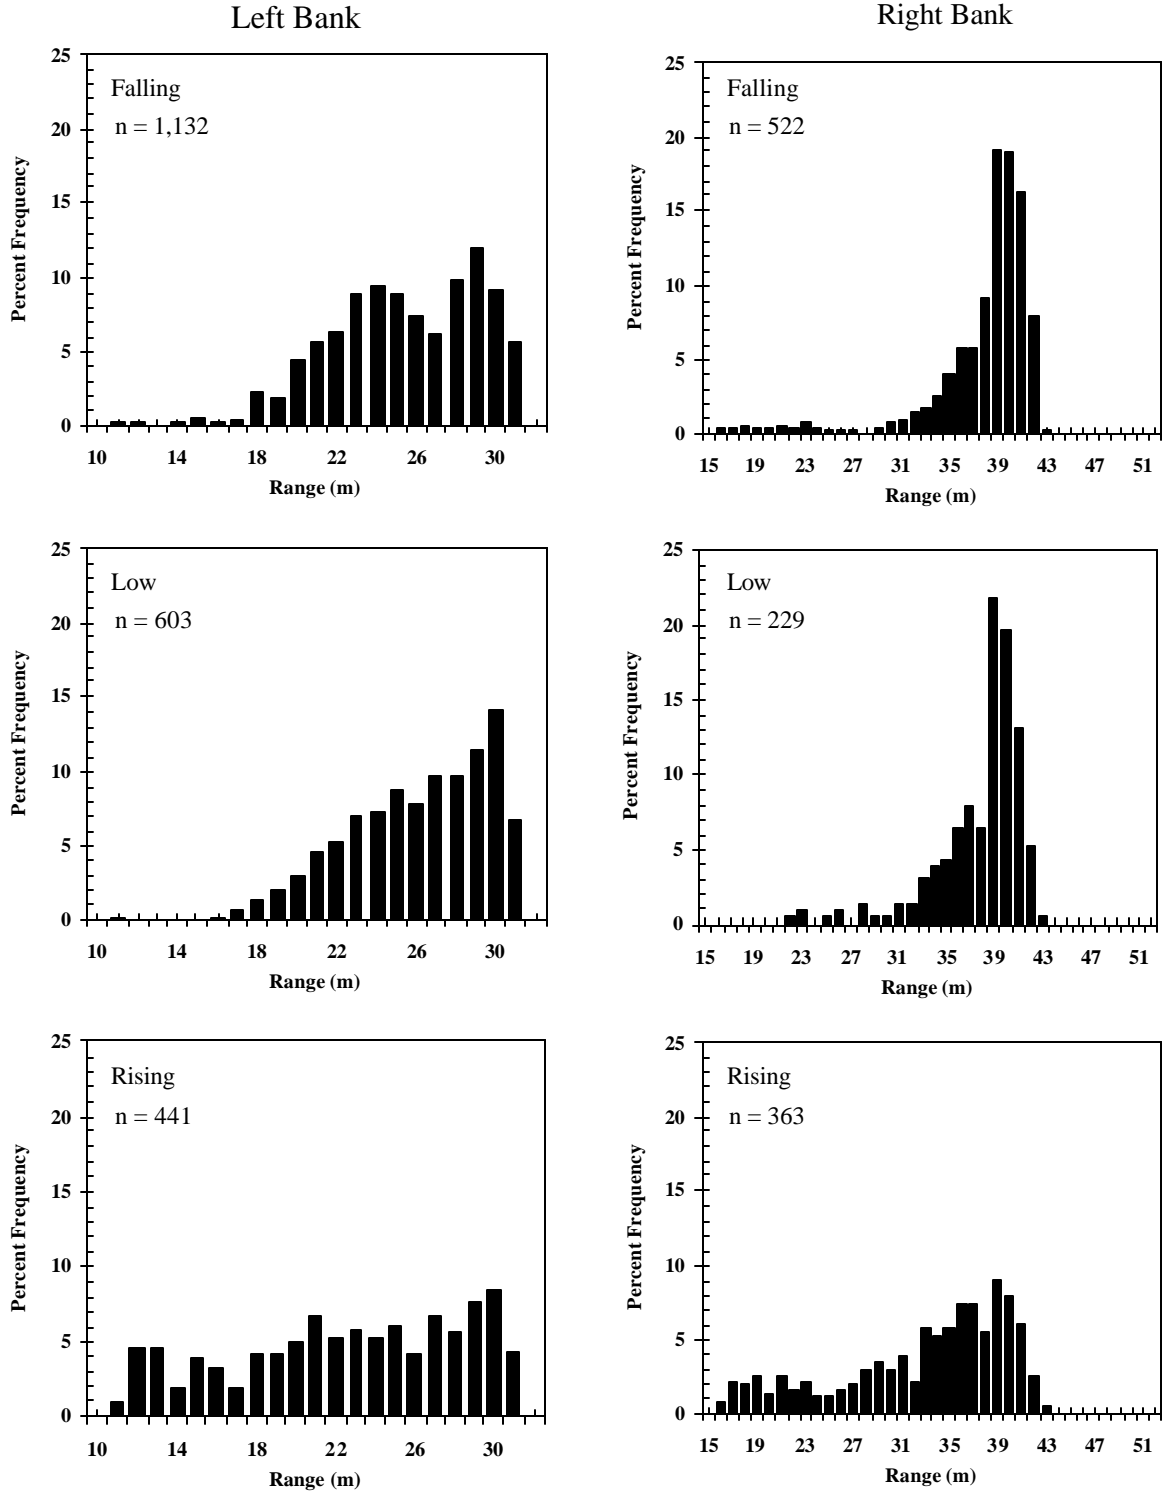 Left Bank
Right Bank
25
20
15
10
5
0
Percent Frequency
Falling
n = 1,132
10 14 18 22 26 30
Range (m)
25
20
15
10
5
0
Percent Frequency
Falling
n = 522
15 19 23 27 31 35 39 43 47 51
Range (m)
25
20
15
10
5
0
Percent Frequency
Low
n = 603
10 14 18 22 26 30
Range (m)
25
20
15
10
5
0
Percent Frequency
Low
n = 229
15 19 23 27 31 35 39 43 47 51
Range (m)
25
20
15
10
5
0
Percent Frequency
Rising
n = 441
10 14 18 22 26 30
Range (m)
25
20
15
10
5
0
Percent Frequency
Rising
n = 363
15 19 23 27 31 35 39 43 47 51
Range (m)